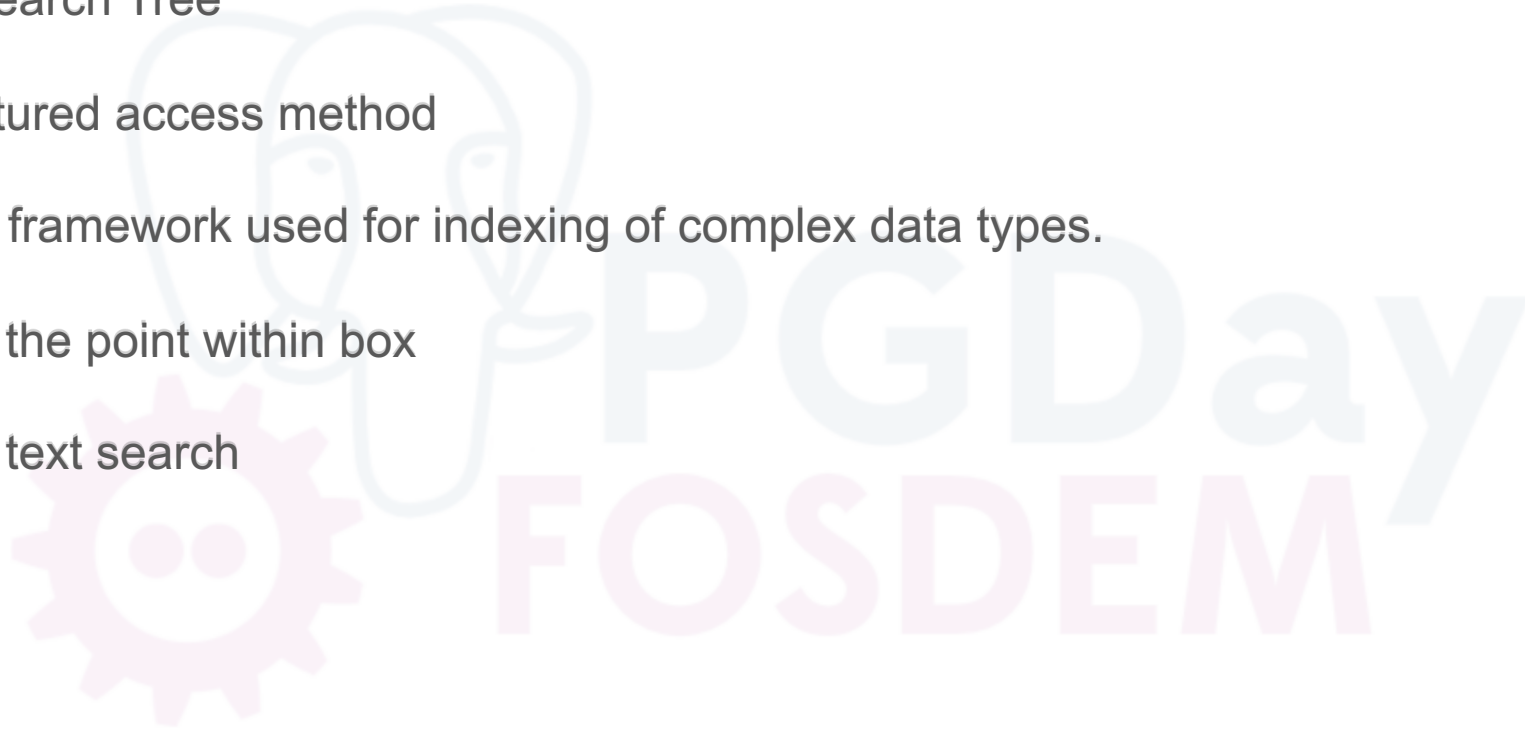 earch Tree
tured access method
framework used for indexing of complex data types.
the point within box
text search
PGDay
FOSDEM